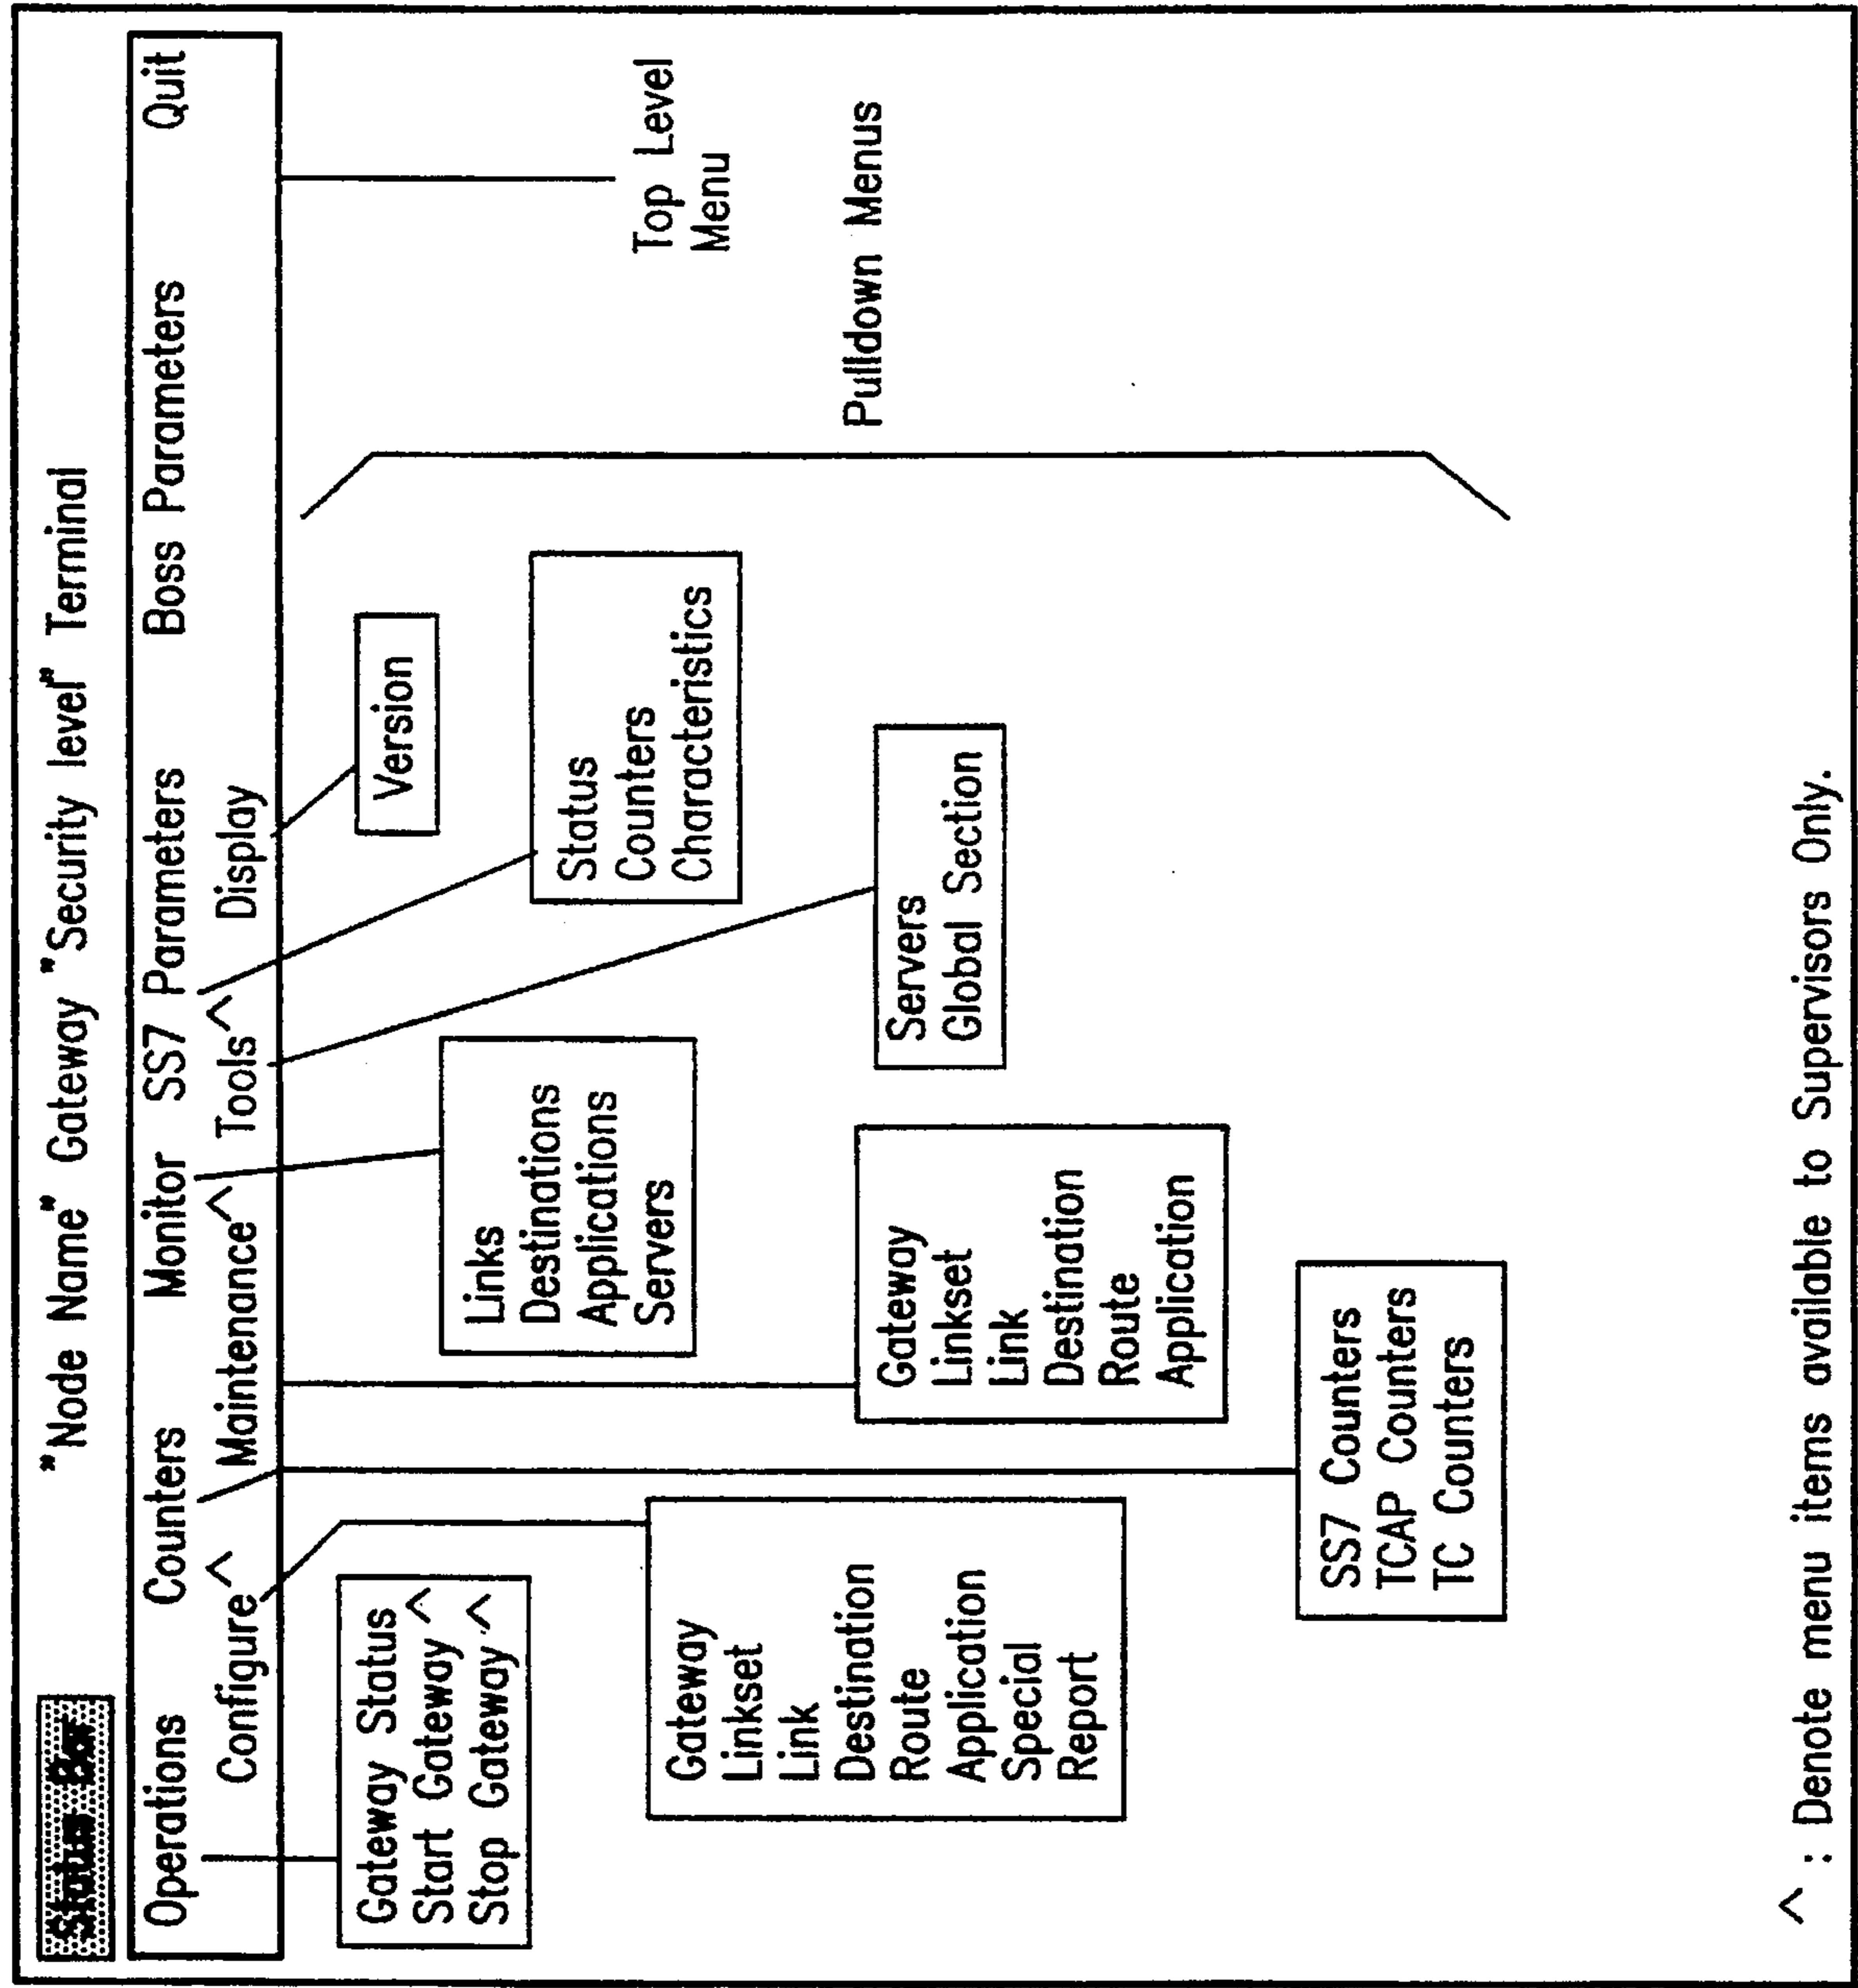 Status Bar
"Node Name" Gateway "Security level" Terminal
Operations Counters Monitor SS7 Parameters Boss Parameters Quit
Configure^ Maintenance^ Tools^ Display
Gateway Status
Start Gateway^
Stop Gateway^
Links
Destinations
Applications
Servers
Version
Status
Counters
Characteristics
Top Level
Menu
Gateway
Linkset
Link
Destination
Route
Application
Special
Report
Gateway
Linkset
Link
Destination
Route
Application
Servers
Global Section
Pulldown Menus
SS7 Counters
TCAP Counters
TC Counters
^ : Denote menu items available to Supervisors Only.